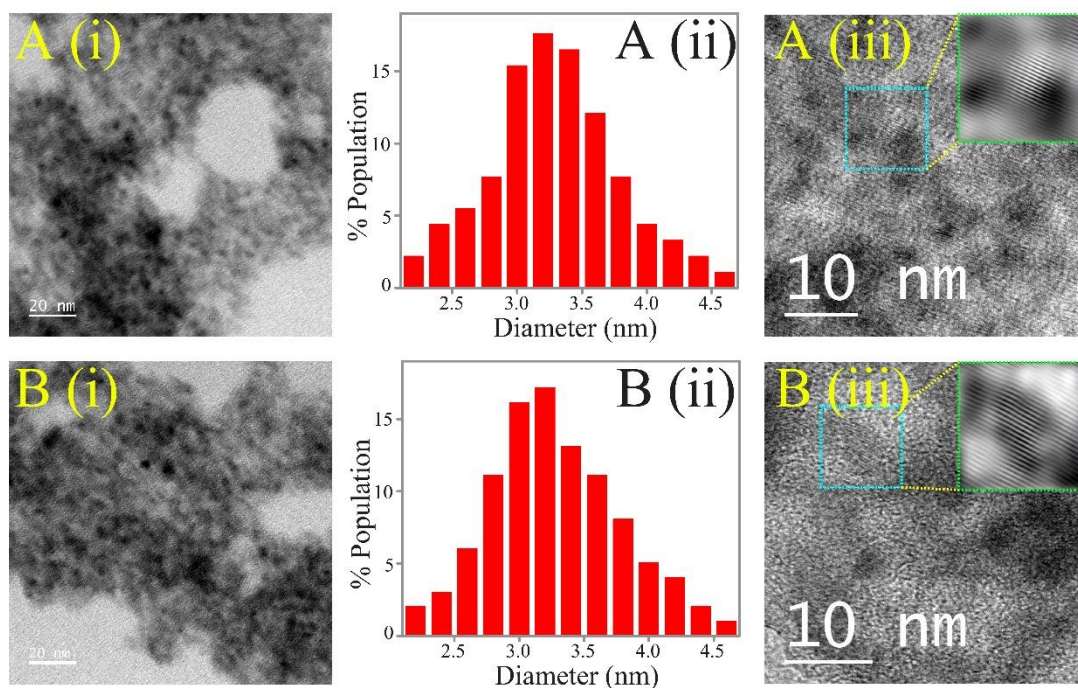 A (i)
20 nm
A (ii)
% Population
15
10
5
0
2.5 3.0 3.5 4.0 4.5
Diameter (nm)
A (iii)
10 nm
B (i)
20 nm
B (ii)
% Population
15
10
5
0
2.5 3.0 3.5 4.0 4.5
Diameter (nm)
B (iii)
10 nm